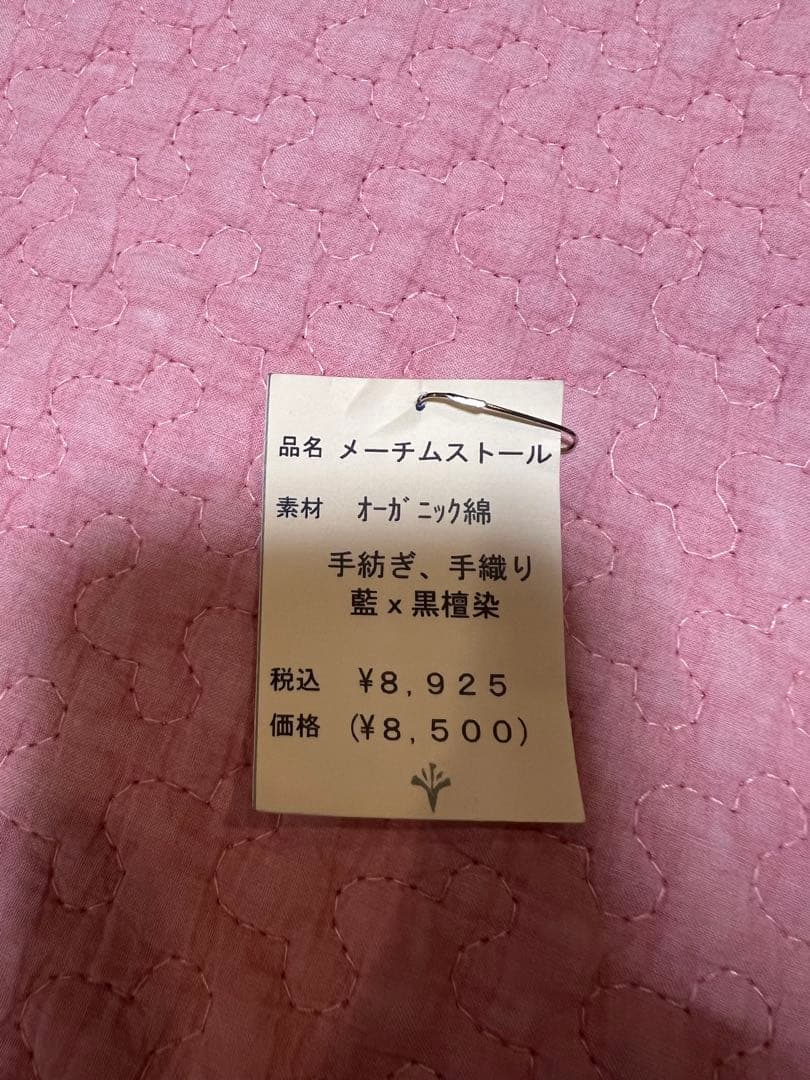 品名 メーチムストール
素材 ｵｰｶﾞﾆｯｸ綿
手紡ぎ、手織り
藍x黒檀染
税込 ¥8,925
価格 (¥8,500)